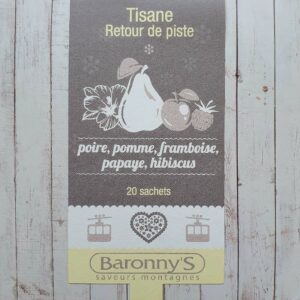 Tisane
Retour de piste
poire, pomme, framboise,
papaye, hibiscus
20 sachets
BARONNY'S
saveurs montagnes